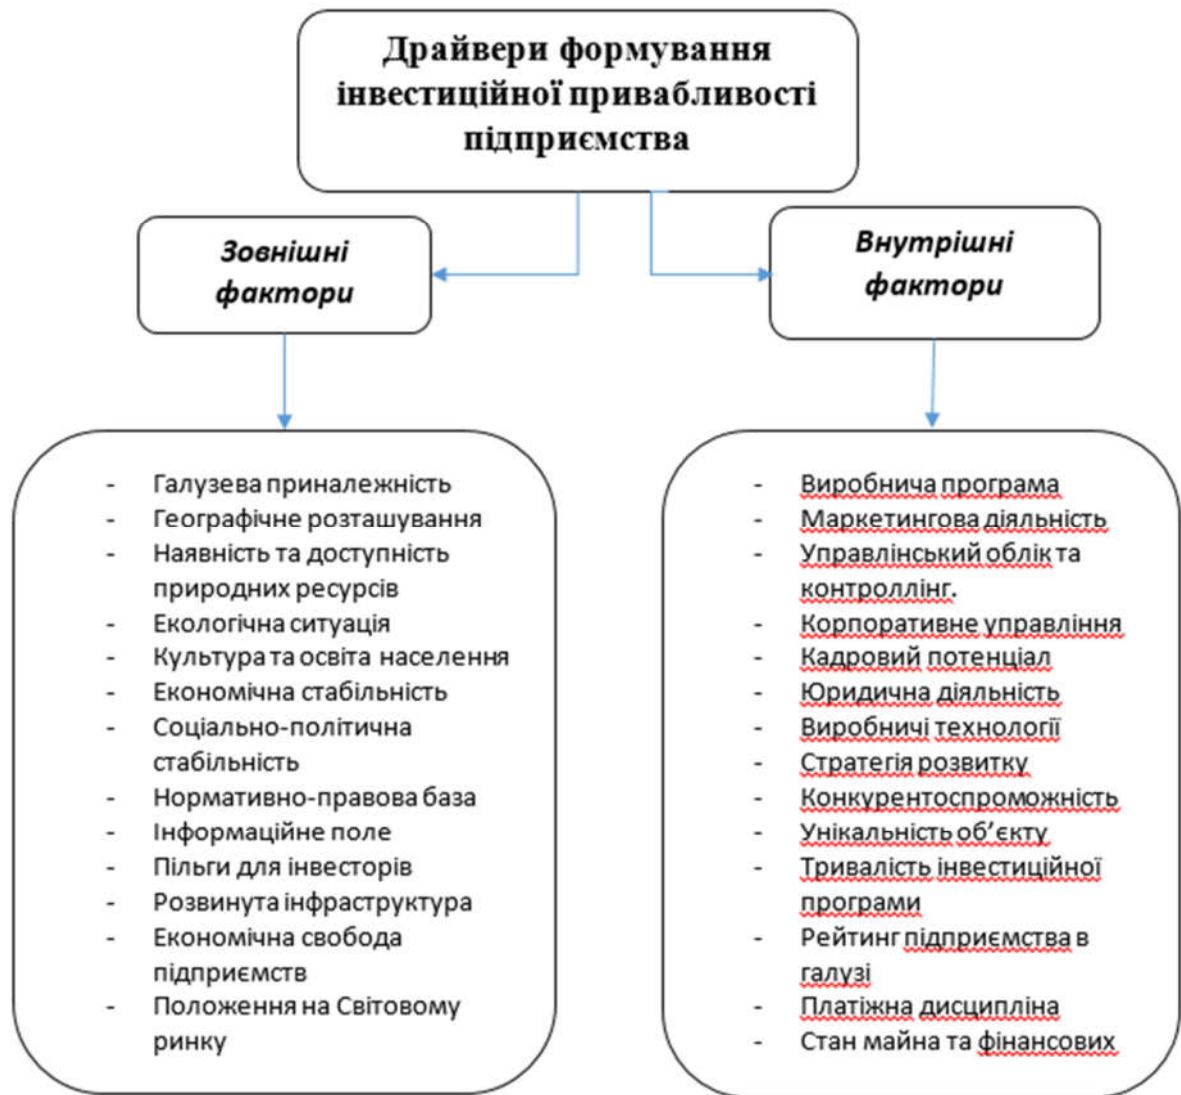 Драйвери формування
інвестиційної привабливості
підприємства
Зовнішні
фактори
Внутрішні
фактори
- Галузева приналежність
- Географічне розташування
- Наявність та доступність
природних ресурсів
- Екологічна ситуація
- Культура та освіта населення
- Економічна стабільність
- Соціально-політична
стабільність
- Нормативно-правова база
- Інформаційне поле
- Пільги для інвесторів
- Розвинута інфраструктура
- Економічна свобода
підприємств
- Положення на Світовому
ринку
- Виробнича програма
- Маркетингова діяльність
- Управлінський облік та
контроллінг.
- Корпоративне управління
- Кадровий потенціал
- Юридична діяльність
- Виробничі технології
- Стратегія розвитку
- Конкурентоспроможність
- Унікальність об’єкту
- Тривалість інвестиційної
програми
- Рейтинг підприємства в
галузі
- Платіжна дисципліна
- Стан майна та фінансових